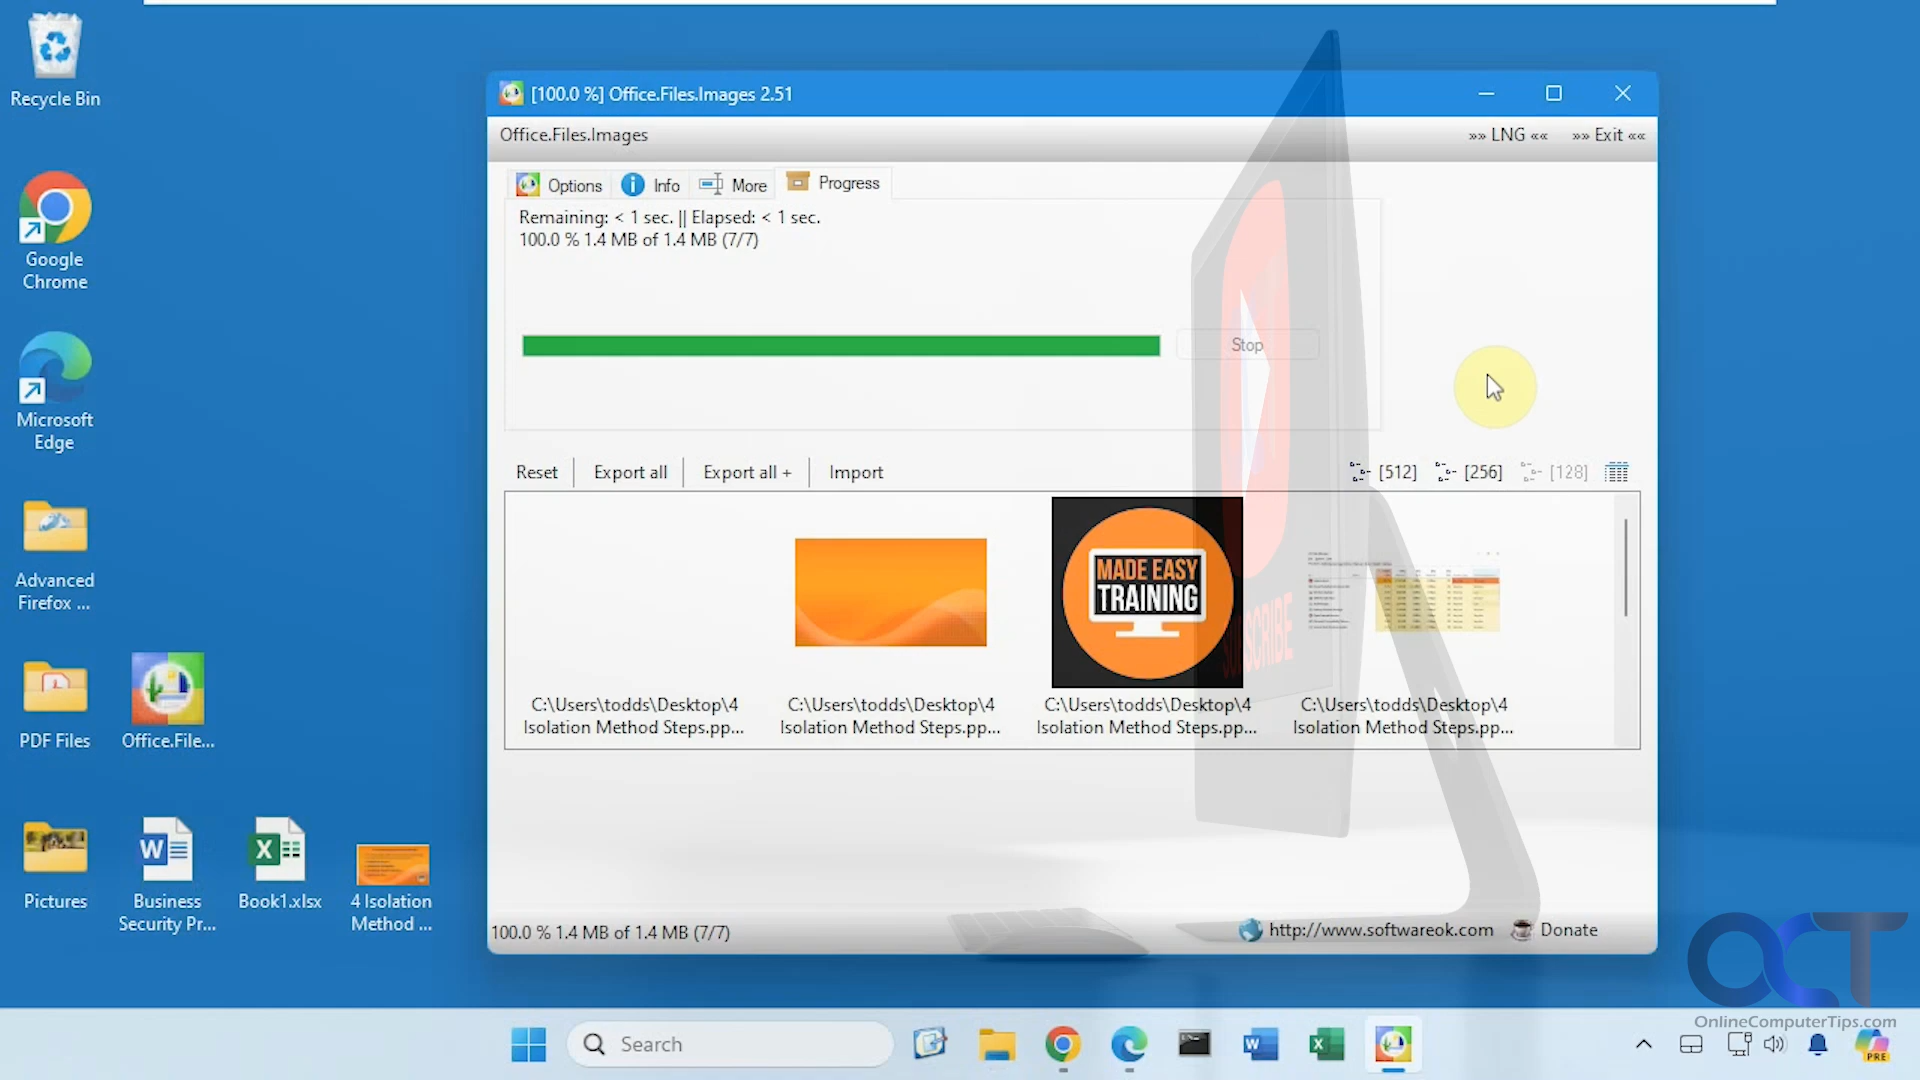 Recycle Bin
Google
Chrome
Microsoft
Edge
Advanced
Firefox ...
PDF Files
Office.File...
Pictures
Business
Security Pr...
Book1.xlsx
4 Isolation
Method ...
[100.0 %] Office.Files.Images 2.51
Office.Files.Images
»» LNG ««
»» Exit ««
Options
Info
More
Progress
Remaining: < 1 sec. || Elapsed: < 1 sec.
100.0 % 1.4 MB of 1.4 MB (7/7)
Stop
Reset
Export all
Export all +
Import
[512]
[256]
[128]
MADE EASY
TRAINING
SUBSCRIBE
C:\Users\todds\Desktop\4
Isolation Method Steps.pp...
C:\Users\todds\Desktop\4
Isolation Method Steps.pp...
C:\Users\todds\Desktop\4
Isolation Method Steps.pp...
C:\Users\todds\Desktop\4
Isolation Method Steps.pp...
100.0 % 1.4 MB of 1.4 MB (7/7)
http://www.softwareok.com
Donate
OCT
OnlineComputerTips.com
Search
PRE